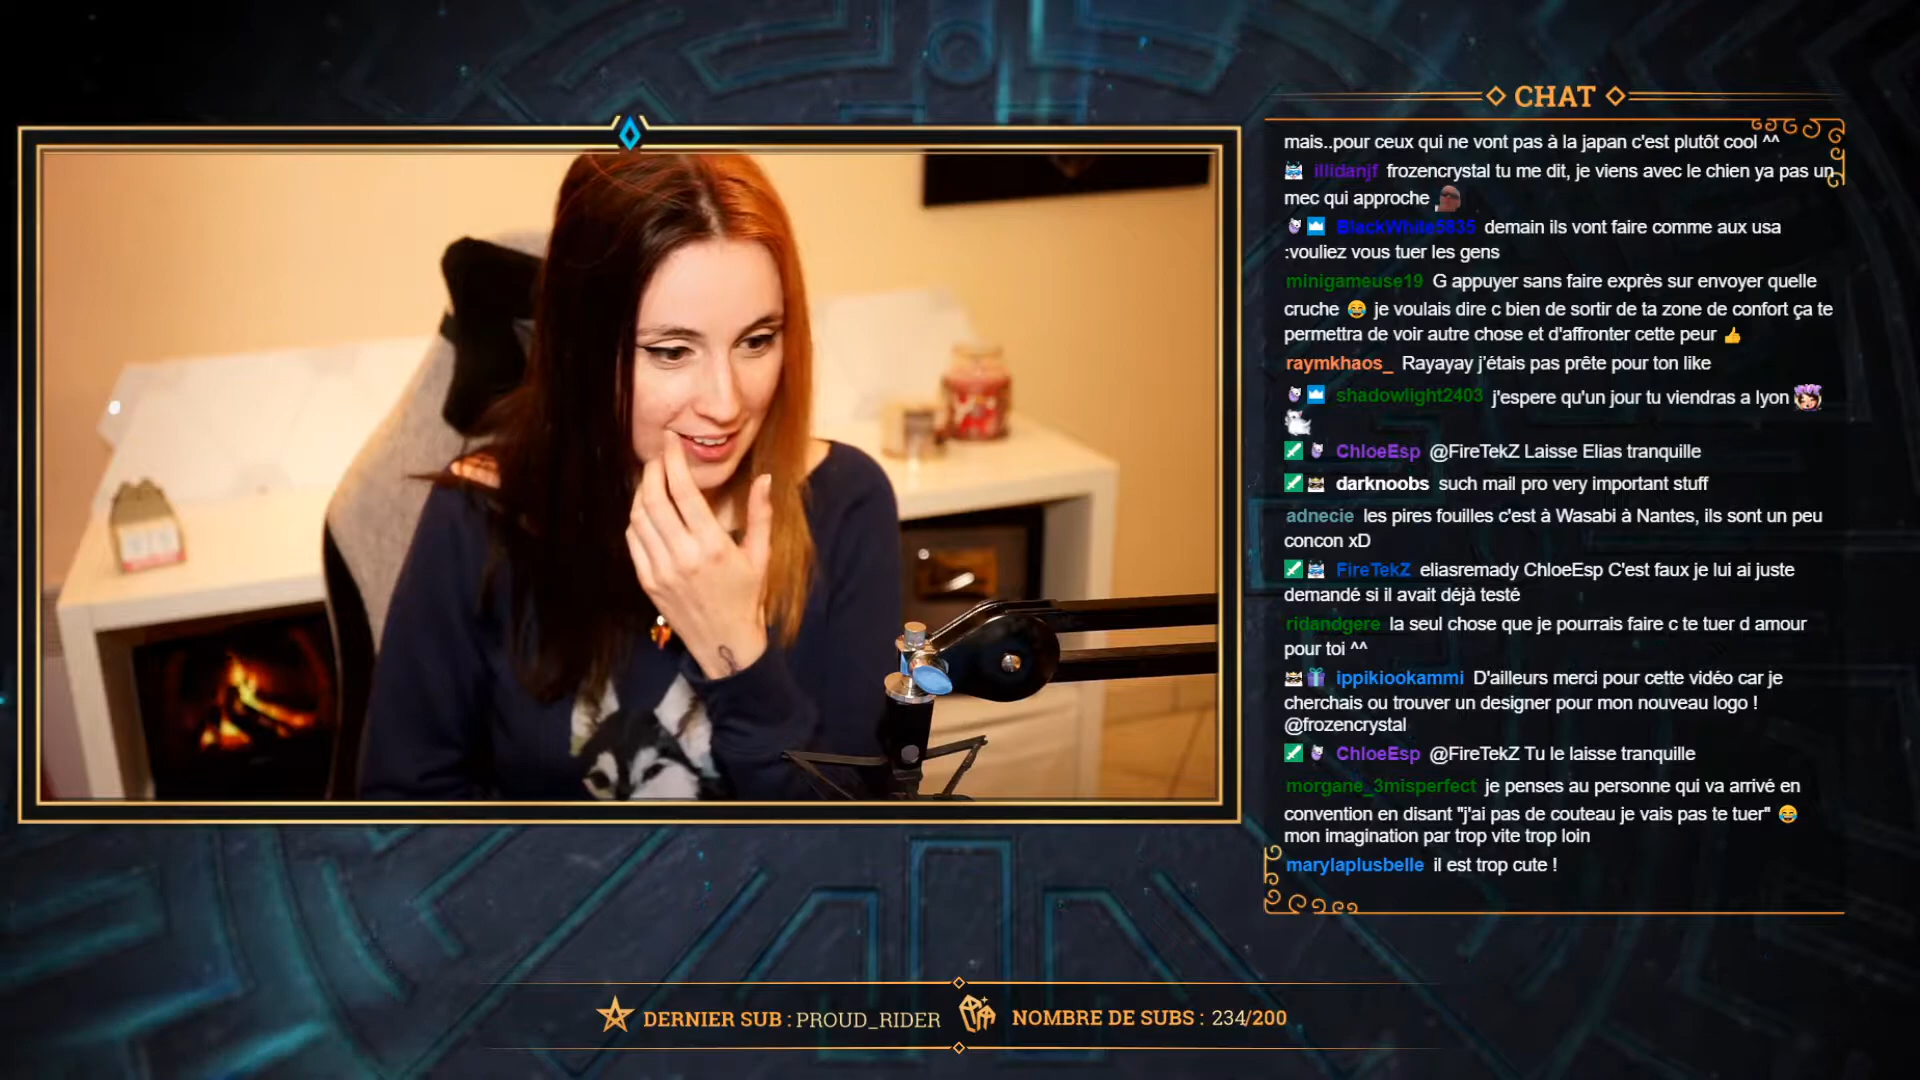 CHAT
mais..pour ceux qui ne vont pas à la japan c'est plutôt cool ^^
illidanjf frozencrystal tu me dit, je viens avec le chien ya pas un
mec qui approche
BlackWhite5835 demain ils vont faire comme aux usa
:vouliez vous tuer les gens
minigameuse19 G appuyer sans faire exprès sur envoyer quelle
cruche 😂 je voulais dire c bien de sortir de ta zone de confort ça te
permettra de voir autre chose et d'affronter cette peur 👍
raymkhaos_ Rayayay j'étais pas prête pour ton like
shadowlight2403 j'espere qu'un jour tu viendras a lyon
ChloeEsp @FireTekZ Laisse Elias tranquille
darknoobs such mail pro very important stuff
adnecie les pires fouilles c'est à Wasabi à Nantes, ils sont un peu
concon xD
FireTekZ eliasremady ChloeEsp C'est faux je lui ai juste
demandé si il avait déjà testé
ridandgere la seul chose que je pourrais faire c te tuer d amour
pour toi ^^
ippikiookammi D'ailleurs merci pour cette vidéo car je
cherchais ou trouver un designer pour mon nouveau logo !
@frozencrystal
ChloeEsp @FireTekZ Tu le laisse tranquille
morgane_3misperfect je penses au personne qui va arrivé en
convention en disant "j'ai pas de couteau je vais pas te tuer" 😂
mon imagination par trop vite trop loin
marylaplusbelle il est trop cute !
DERNIER SUB : PROUD_RIDER
NOMBRE DE SUBS : 234/200